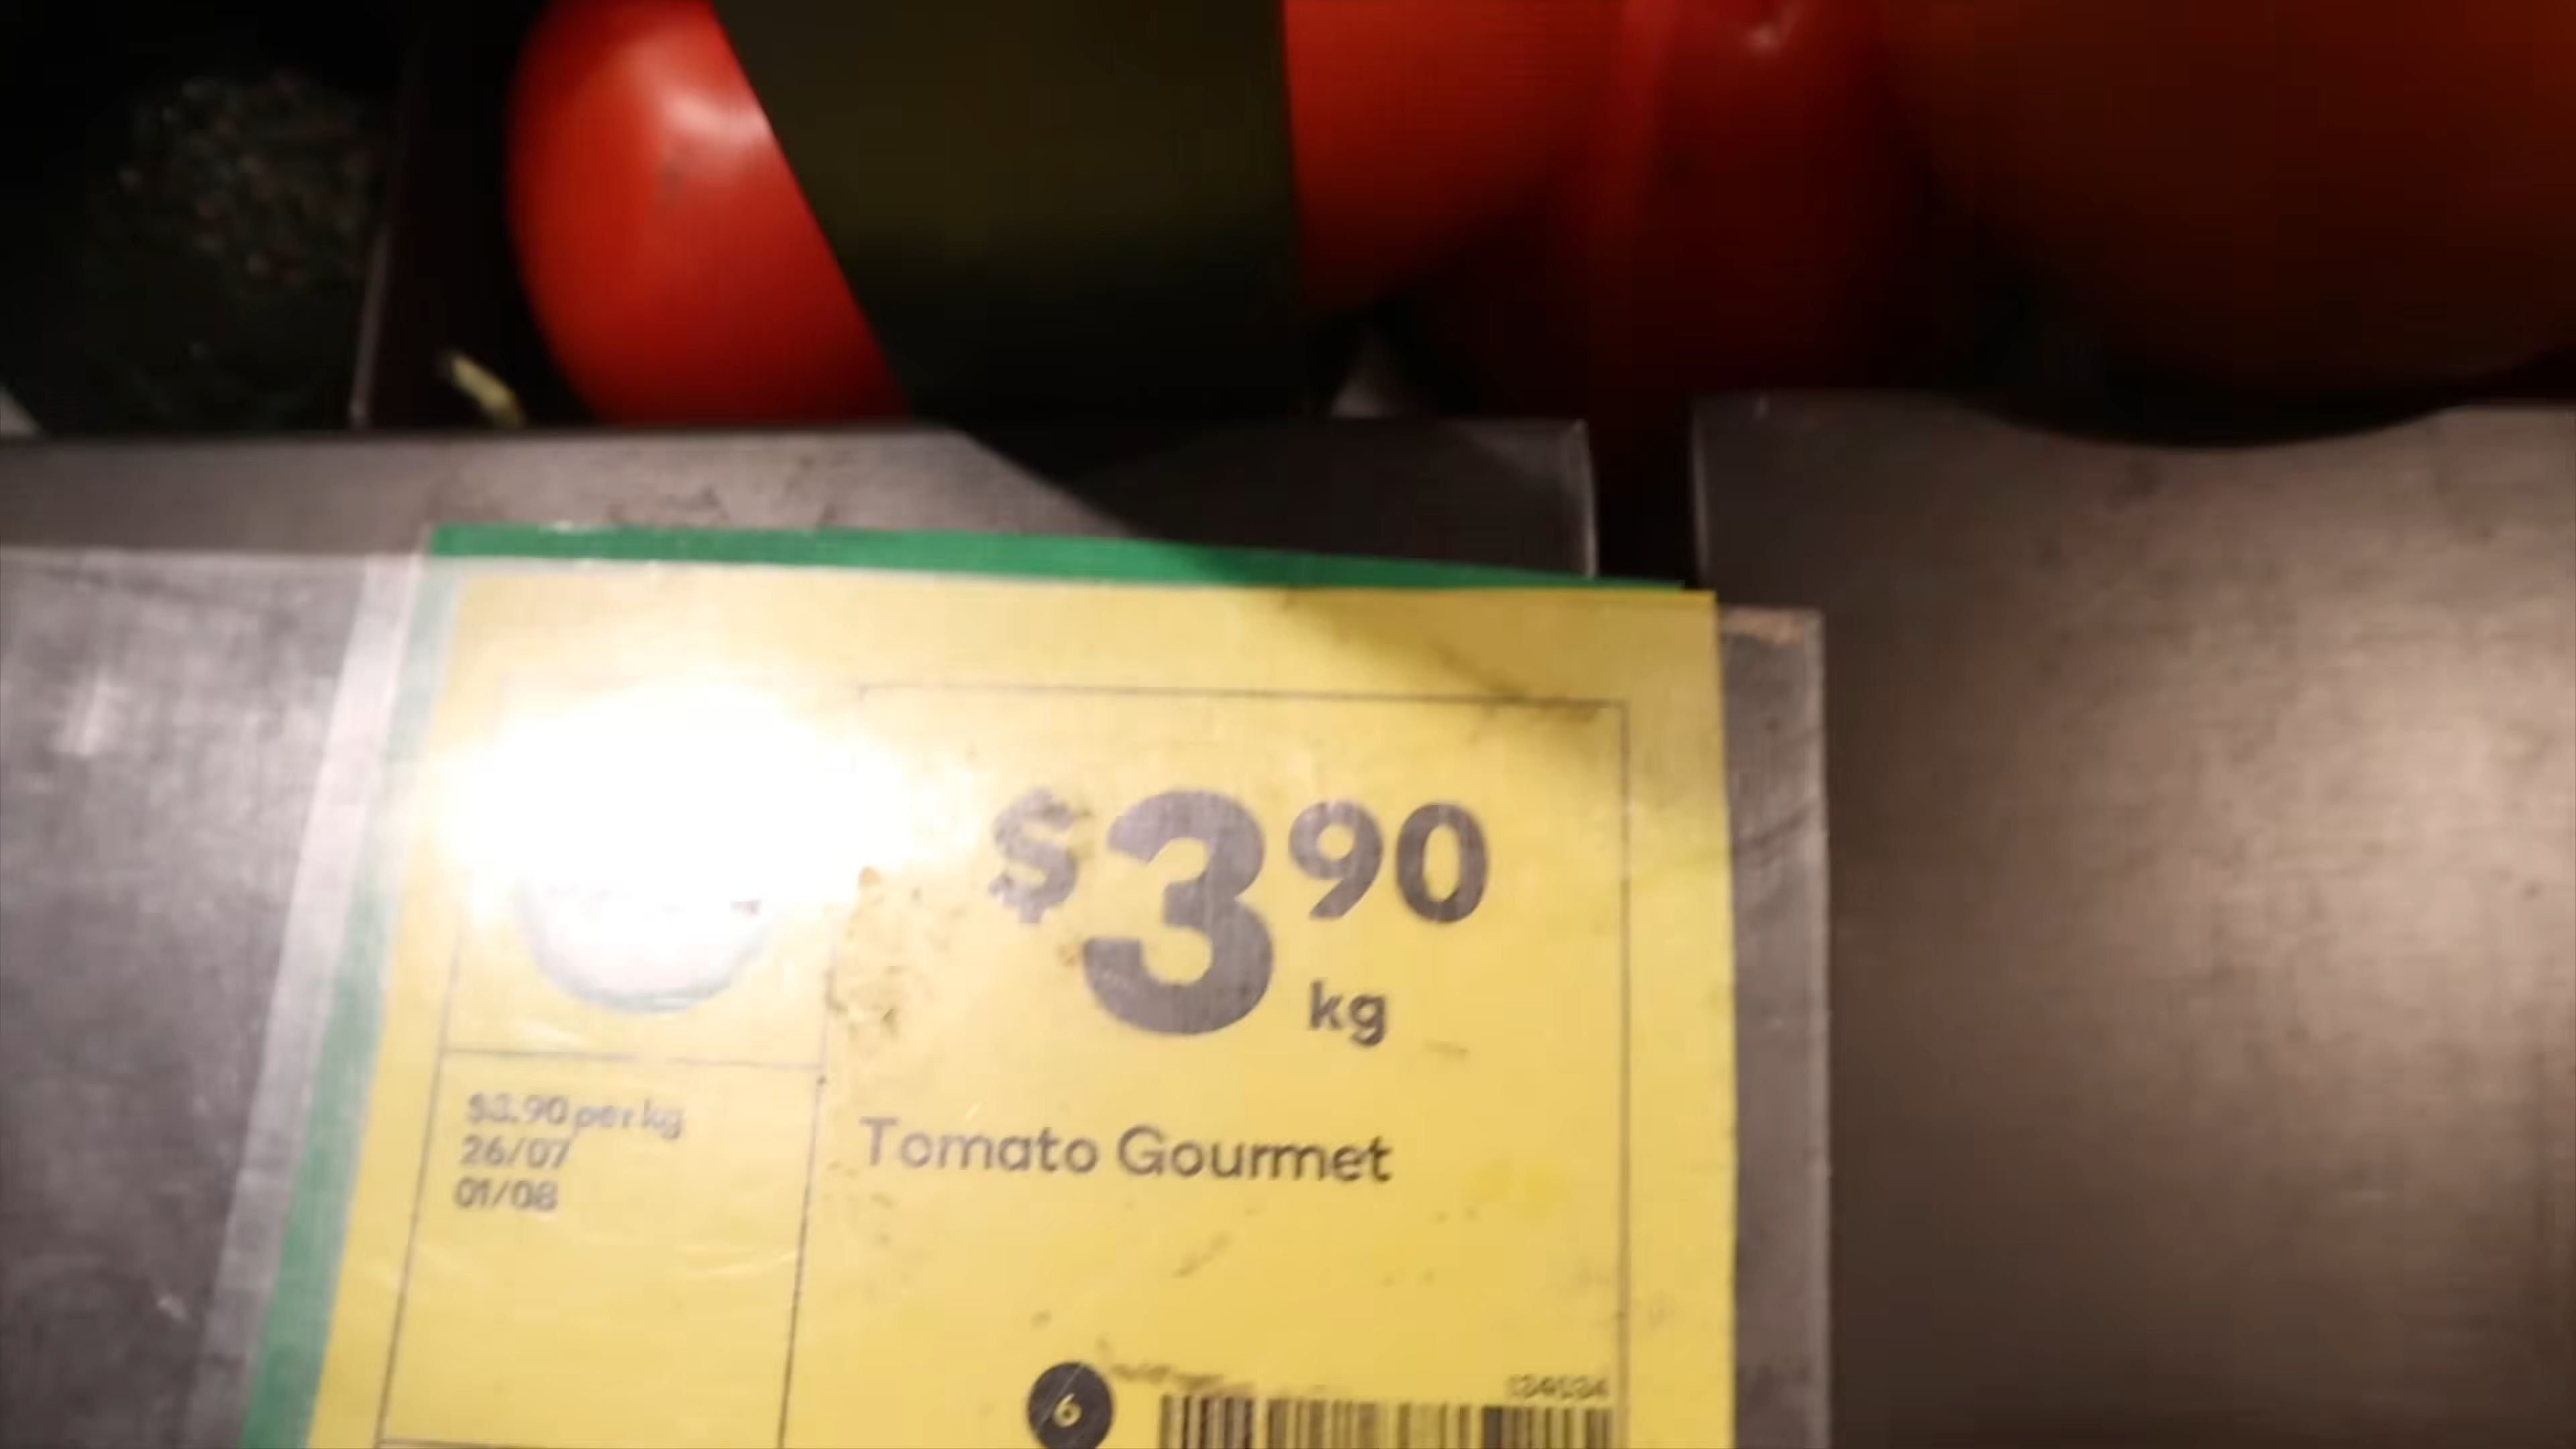 $3 90
kg
$3.90 per kg
26/07
01/08
Tomato Gourmet
6